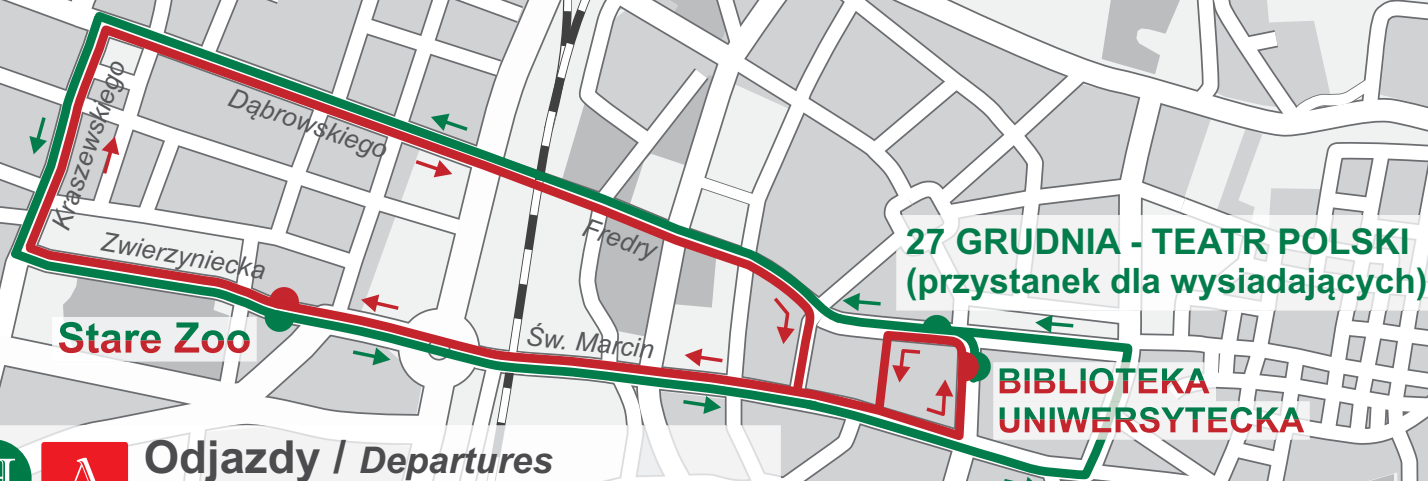 Kraszewskiego
Dąbrowskiego
Fredry
27 GRUDNIA - TEATR POLSKI
(przystanek dla wysiadających)
Zwierzyniecka
Stare Zoo
Św. Marcin
BIBLIOTEKA
UNIWERSYTECKA
Odjazdy / Departures